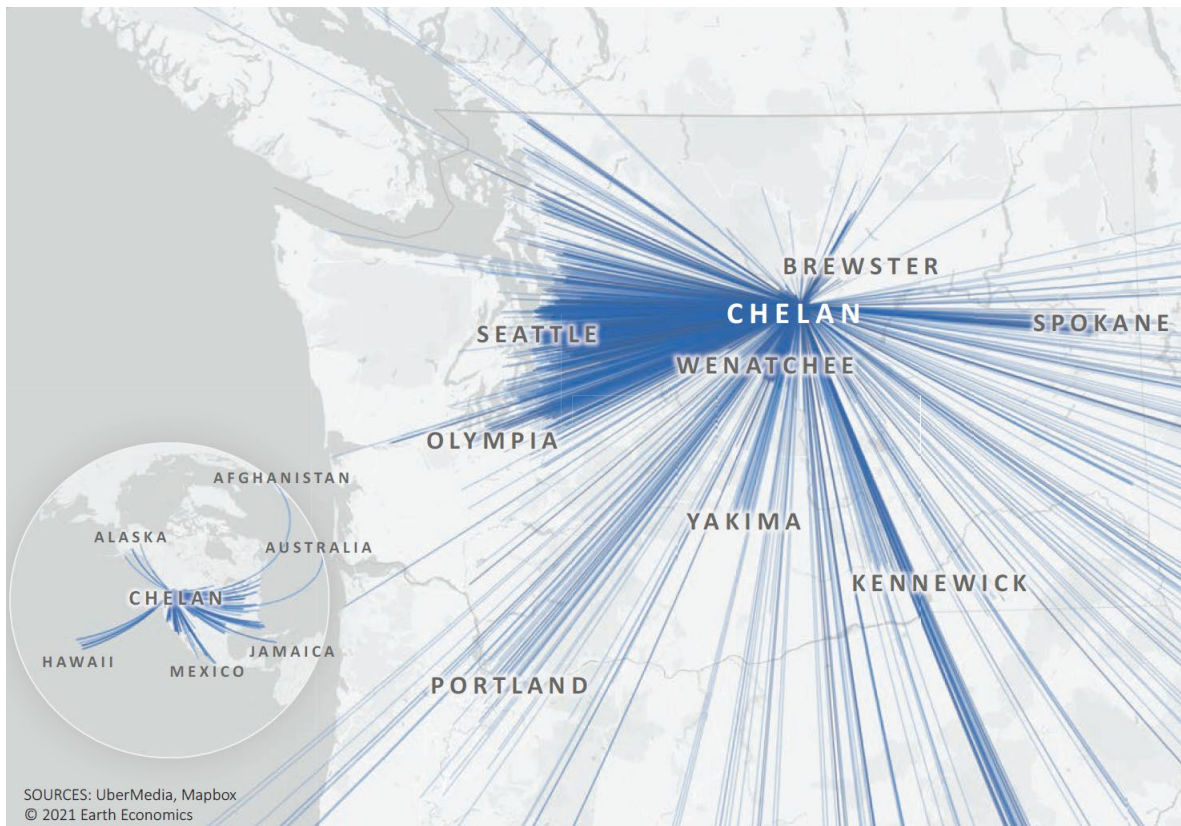 BREWSTER
CHELAN
SEATTLE
SPOKANE
WENATCHEE
OLYMPIA
AFGHANISTAN
YAKIMA
ALASKA
AUSTRALIA
KENNEWICK
CHELAN
JAMAICA
HAWAII
MEXICO
PORTLAND
SOURCES: UberMedia, Mapbox
© 2021 Earth Economics